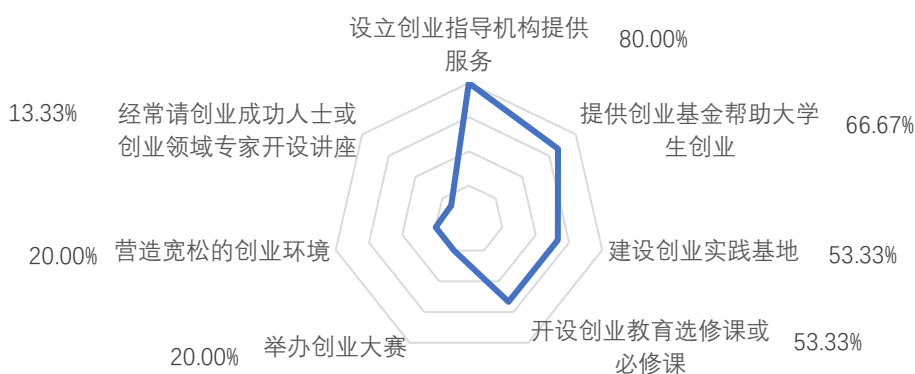 设立创业指导机构提供
服务
80.00%
提供创业基金帮助大学
生创业
66.67%
建设创业实践基地
53.33%
开设创业教育选修课或
必修课
53.33%
举办创业大赛
20.00%
营造宽松的创业环境
20.00%
经常请创业成功人士或
创业领域专家开设讲座
13.33%